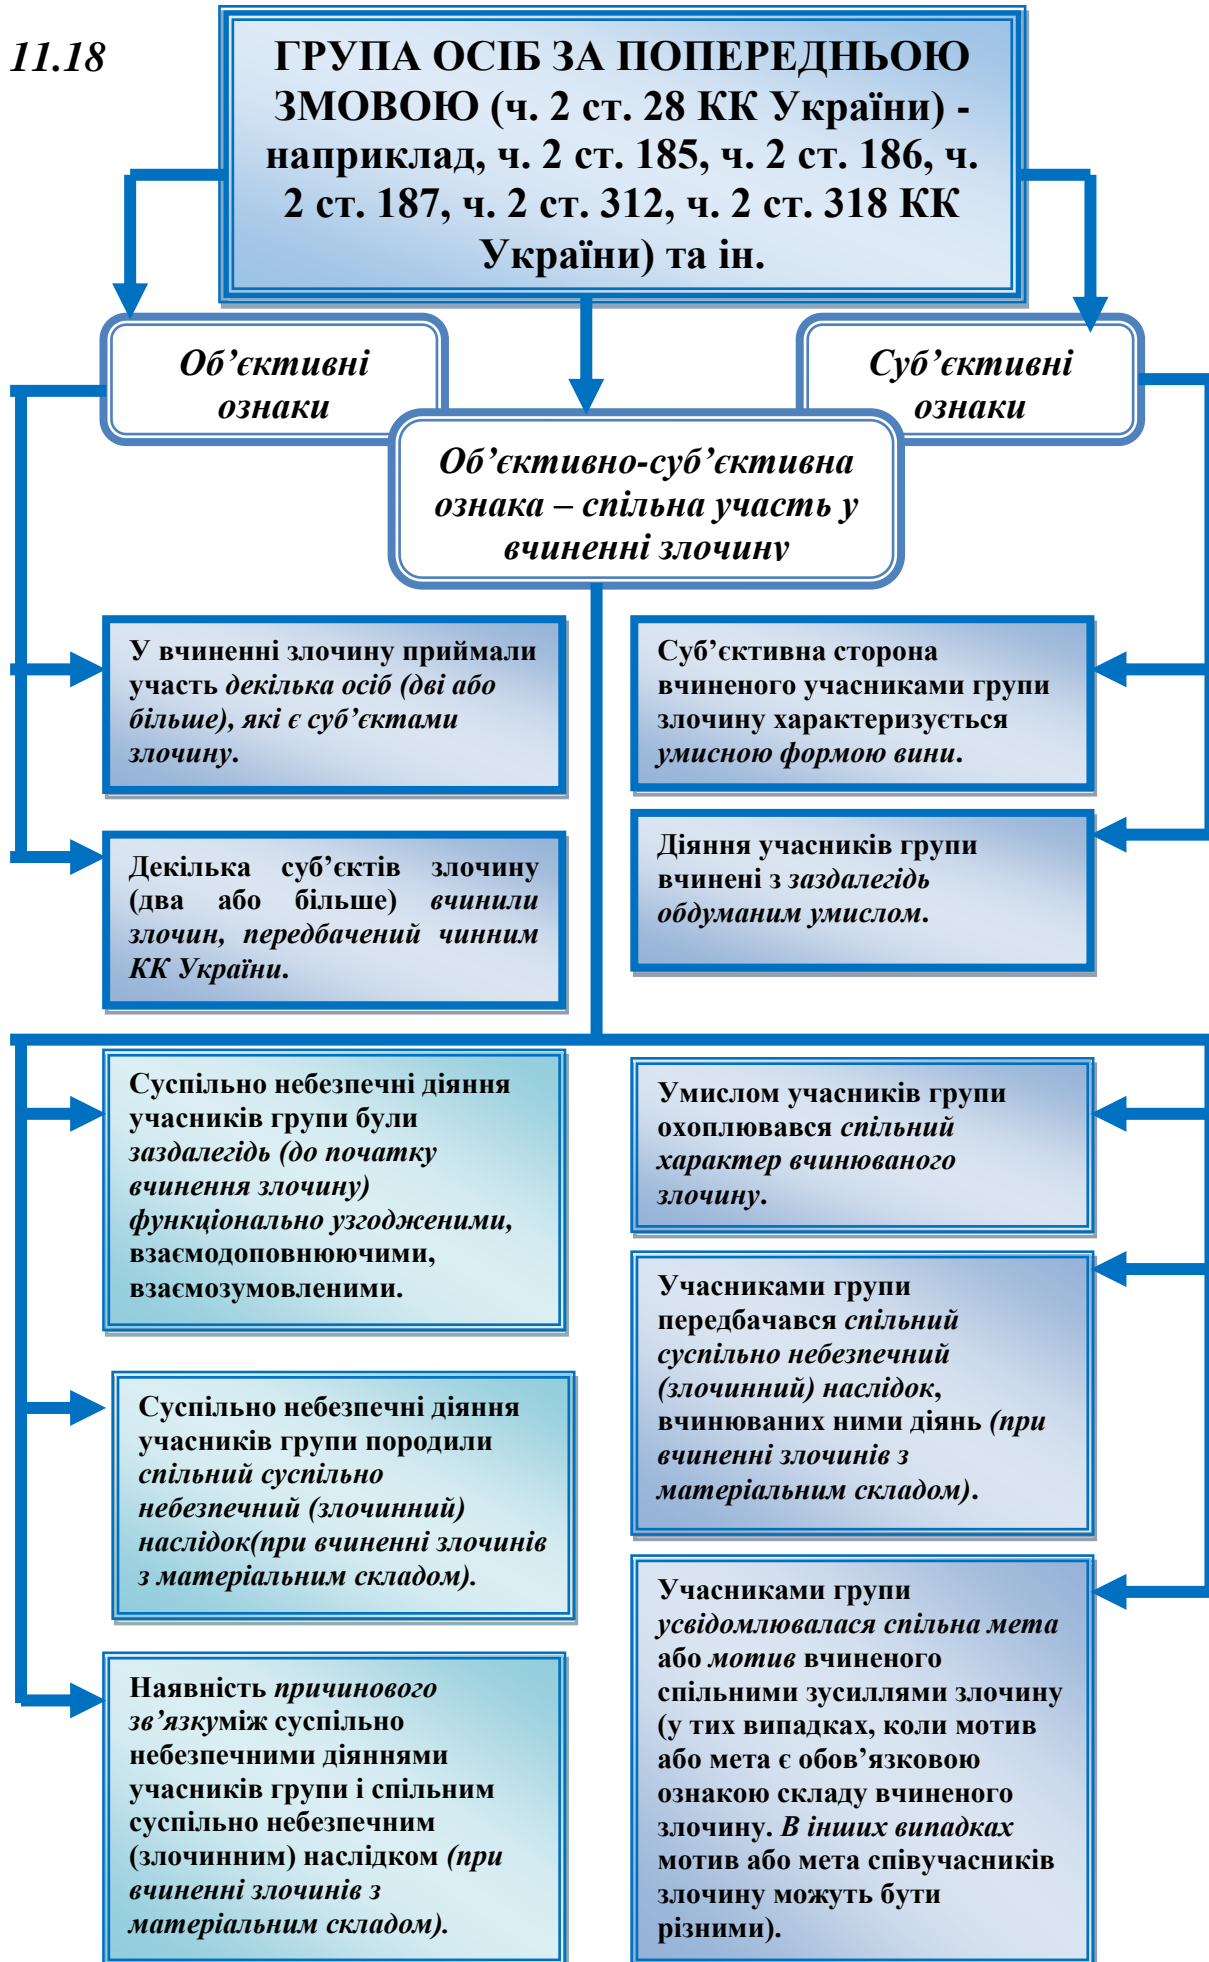 11.18
ГРУПА ОСІБ ЗА ПОПЕРЕДНЬОЮ
ЗМОВОЮ (ч. 2 ст. 28 КК України) -
наприклад, ч. 2 ст. 185, ч. 2 ст. 186, ч.
2 ст. 187, ч. 2 ст. 312, ч. 2 ст. 318 КК
України) та ін.
Об’єктивні
ознаки
Суб’єктивні
ознаки
Об’єктивно-суб’єктивна
ознака – спільна участь у
вчиненні злочину
У вчиненні злочину приймали
участь декілька осіб (дві або
більше), які є суб’єктами
злочину.
Суб’єктивна сторона
вчиненого учасниками групи
злочину характеризується
умисною формою вини.
Декілька суб’єктів злочину
(два або більше) вчинили
злочин, передбачений чинним
КК України.
Діяння учасників групи
вчинені з заздалегідь
обдуманим умислом.
Суспільно небезпечні діяння
учасників групи були
заздалегідь (до початку
вчинення злочину)
функціонально узгодженими,
взаємодоповнюючими,
взаємозумовленими.
Умислом учасників групи
охоплювався спільний
характер вчинюваного
злочину.
Суспільно небезпечні діяння
учасників групи породили
спільний суспільно
небезпечний (злочинний)
наслідок(при вчиненні злочинів
з матеріальним складом).
Учасниками групи
передбачався спільний
суспільно небезпечний
(злочинний) наслідок,
вчинюваних ними діянь (при
вчиненні злочинів з
матеріальним складом).
Наявність причинового
зв’язкуміж суспільно
небезпечними діяннями
учасників групи і спільним
суспільно небезпечним
(злочинним) наслідком (при
вчиненні злочинів з
матеріальним складом).
Учасниками групи
усвідомлювалася спільна мета
або мотив вчиненого
спільними зусиллями злочину
(у тих випадках, коли мотив
або мета є обов’язковою
ознакою складу вчиненого
злочину. В інших випадках
мотив або мета співучасників
злочину можуть бути
різними).